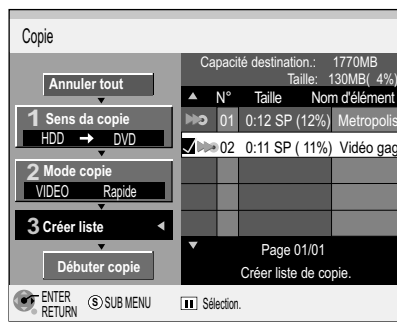 Copie
Capacité destination.: 1770MB
Taille: 130MB( 4%)
Annuler tout
N° Taille Nom d'élément
1 Sens da copie
HDD → DVD
01 0:12 SP (12%) Metropolis
02 0:11 SP ( 11%) Vidéo gag
2 Mode copie
VIDEO Rapide
3 Créer liste
Débuter copie
Page 01/01
Créer liste de copie.
ENTER
RETURN
S SUB MENU
Sélection.